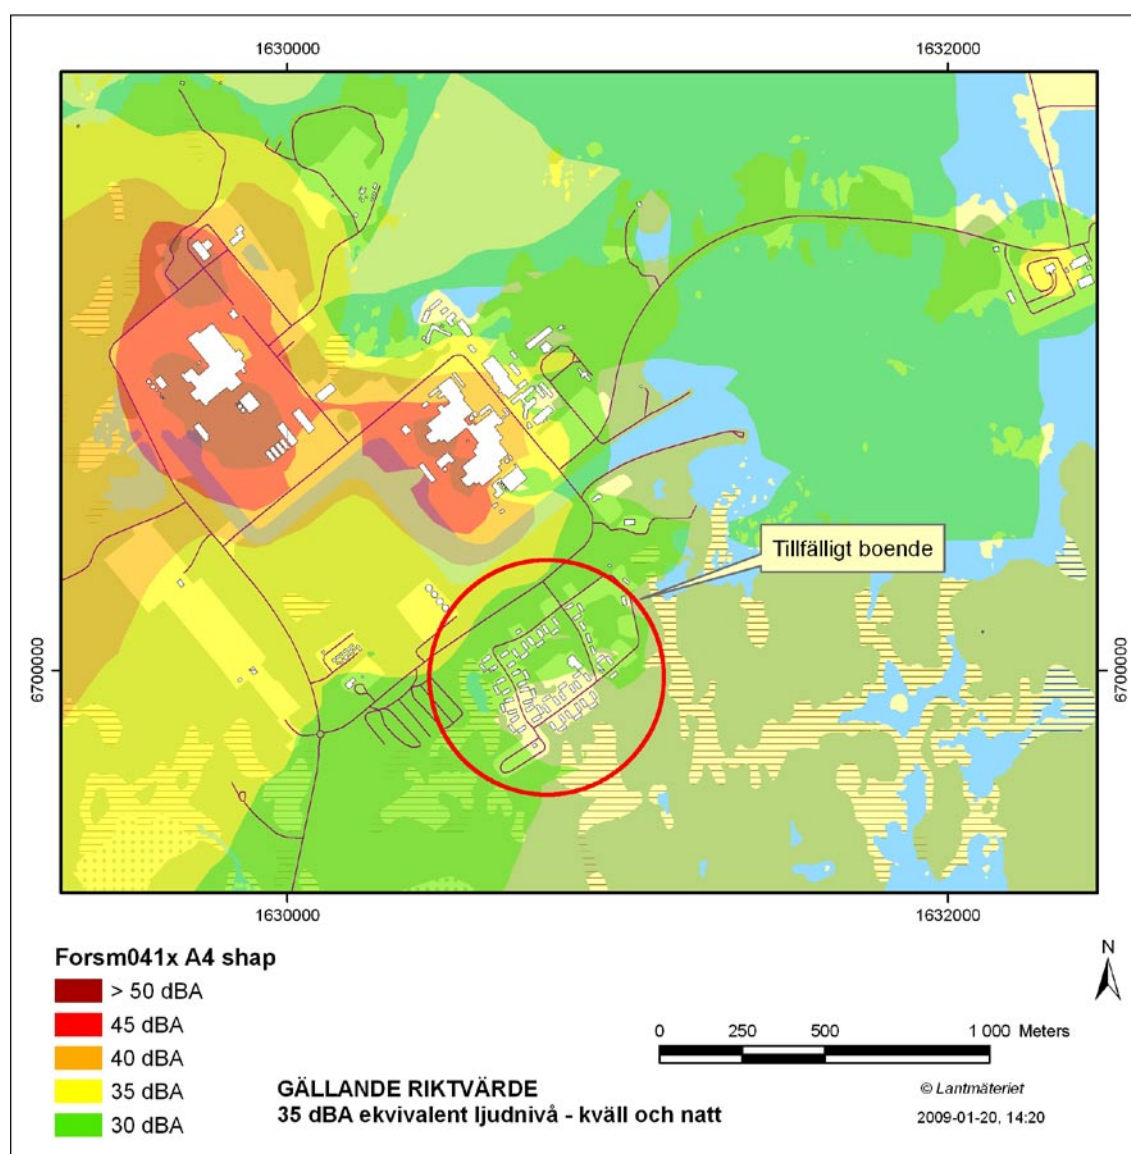 1630000 1632000
Tillfälligt boende
6700000 6700000
1630000 1632000
Forsm041x A4 shap
> 50 dBA
45 dBA
40 dBA
35 dBA
30 dBA
N
0 250 500 1 000 Meters
GÄLLANDE RIKTVÄRDE
35 dBA ekvivalent ljudnivå - kväll och natt
© Lantmäteriet
2009-01-20, 14:20